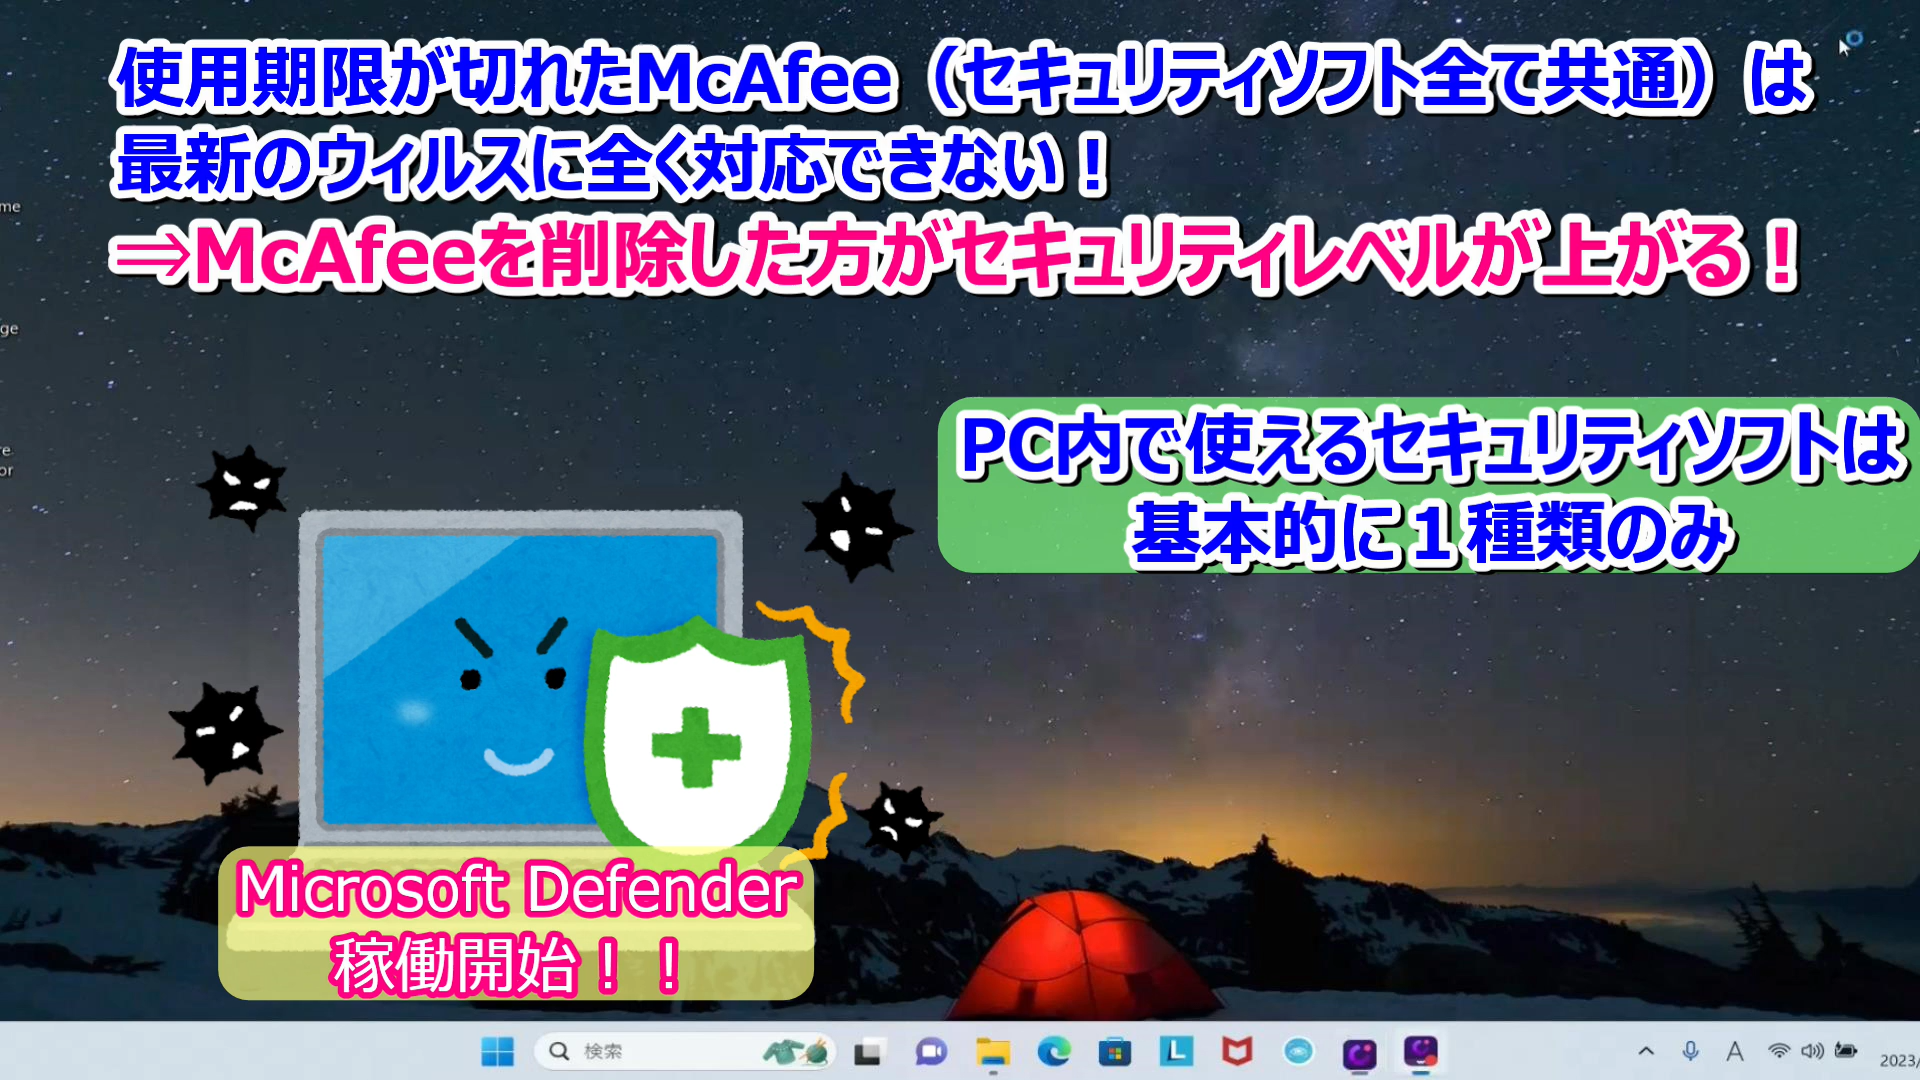 使用期限が切れたMcAfee（セキュリティソフト全て共通）は
最新のウィルスに全く対応できない！
⇒McAfeeを削除した方がセキュリティレベルが上がる！
me
ge
re
or
PC内で使えるセキュリティソフトは
基本的に１種類のみ
Microsoft Defender
稼働開始！！
検索
A
2023/